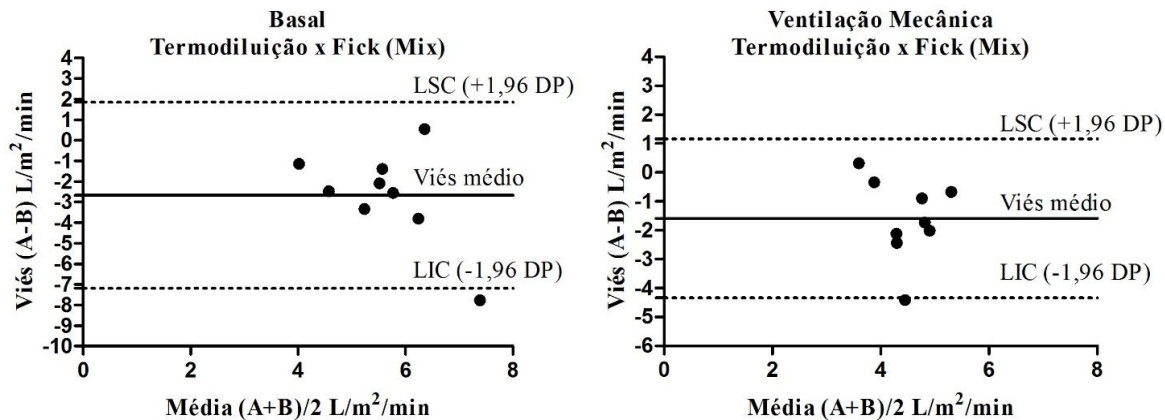 Basal
Termodiluição x Fick (Mix)
4
3
2
1
0
-1
-2
-3
-4
-5
-6
-7
-8
-9
-10
Viés (A-B) L/m²/min
LSC (+1,96 DP)
Viés médio
LIC (-1,96 DP)
0
2
4
6
8
Média (A+B)/2 L/m²/min
Ventilação Mecânica
Termodiluição x Fick (Mix)
4
3
2
1
0
-1
-2
-3
-4
-5
-6
Viés (A-B) L/m²/min
LSC (+1,96 DP)
Viés médio
LIC (-1,96 DP)
0
2
4
6
8
Média (A+B)/2 L/m²/min